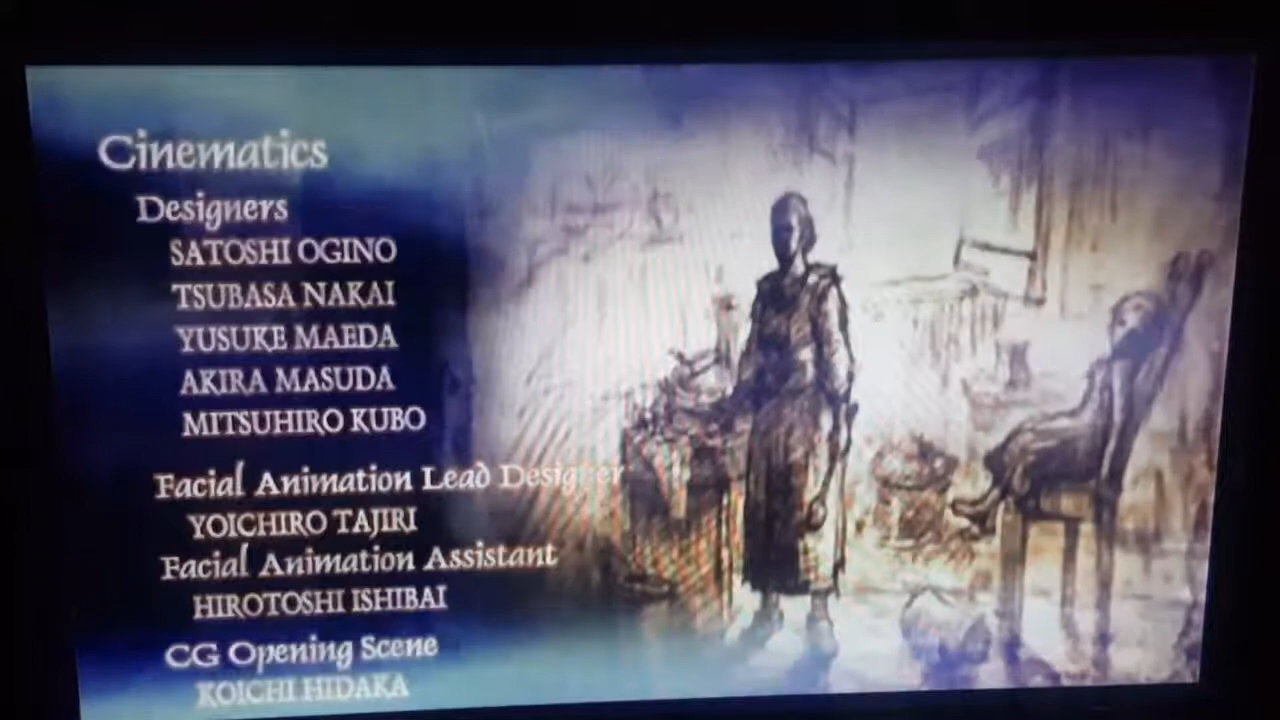 Cinematics
Designers
SATOSHI OGINO
TSUBASA NAKAI
YUSUKE MAEDA
AKIRA MASUDA
MITSUHIRO KUBO
Facial Animation Lead Designer
YOICHIRO TAJIRI
Facial Animation Assistant
HIROTOSHI ISHIBAI
CG Opening Scene
KOICHI HIDAKA